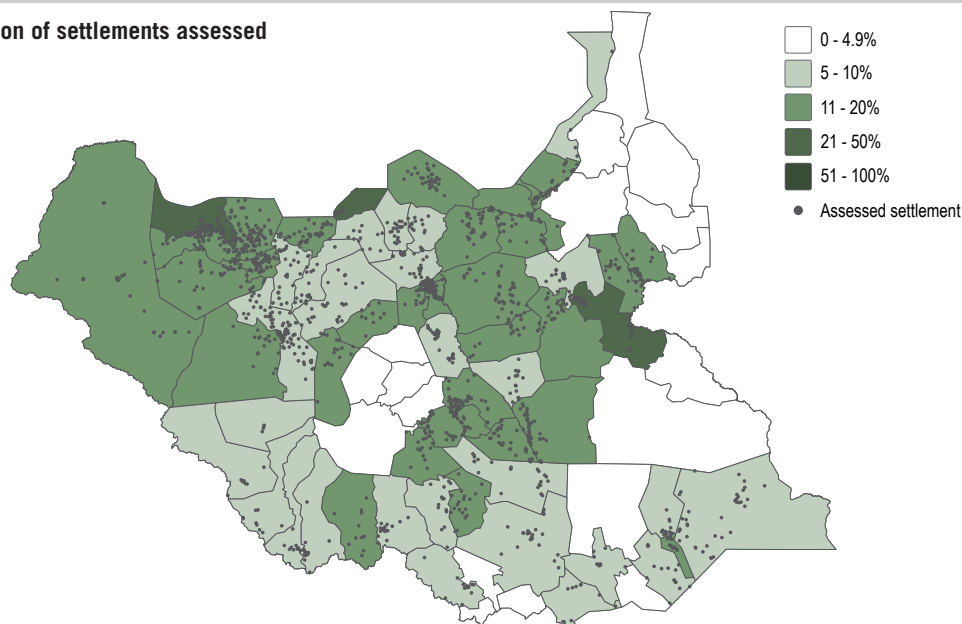 on of settlements assessed
0 - 4.9%
5 - 10%
11 - 20%
21 - 50%
51 - 100%
Assessed settlement